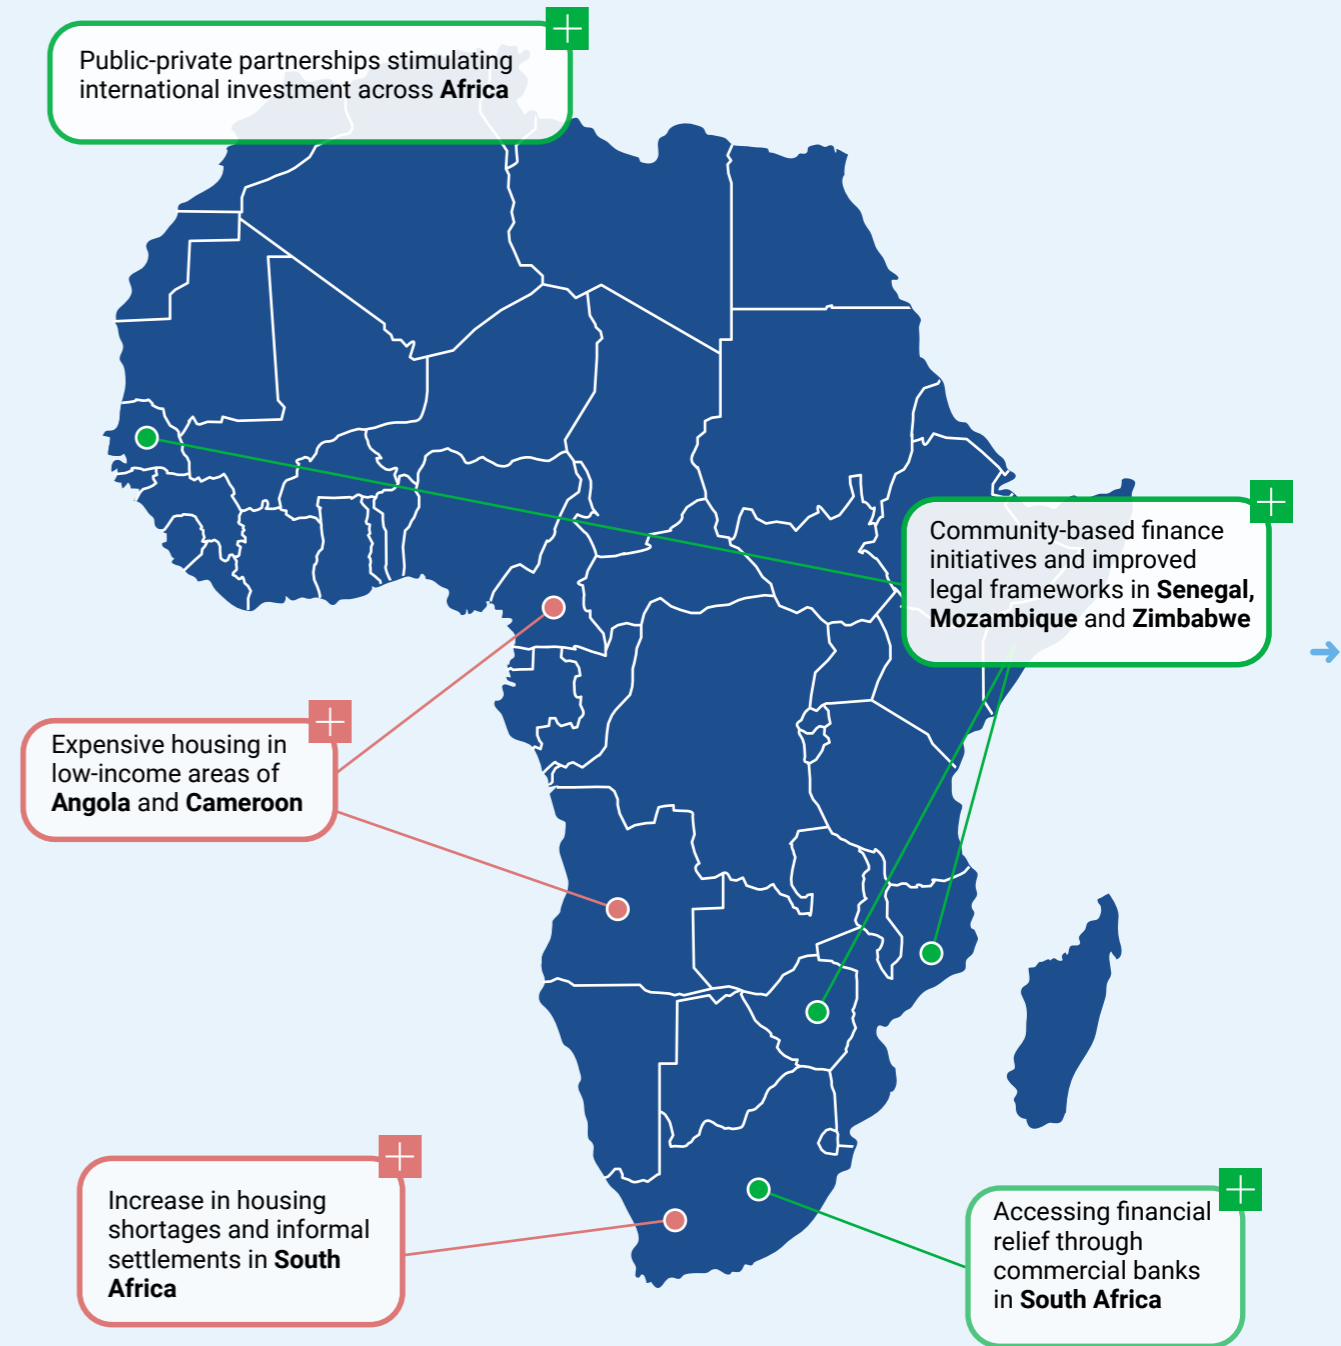 Public-private partnerships stimulating
international investment across Africa
Community-based finance
initiatives and improved
legal frameworks in Senegal,
Mozambique and Zimbabwe
Expensive housing in
low-income areas of
Angola and Cameroon
Increase in housing
shortages and informal
settlements in South
Africa
Accessing financial
relief through
commercial banks
in South Africa